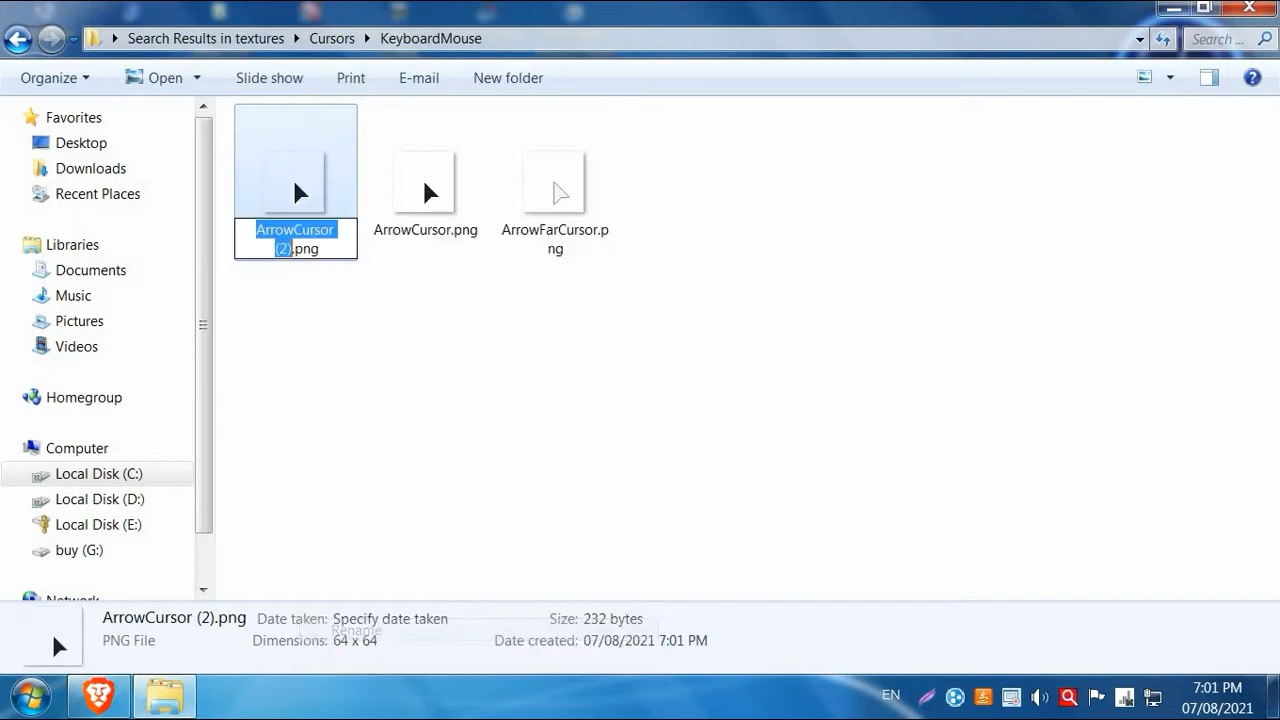 Search Results in textures
Cursors
KeyboardMouse
Search ...
Organize
Open
Slide show
Print
E-mail
New folder
Favorites
Desktop
Downloads
Recent Places
Libraries
Documents
Music
Pictures
Videos
Homegroup
Computer
Local Disk (C:)
Local Disk (D:)
Local Disk (E:)
buy (G:)
Network
ArrowCursor
(2).png
ArrowCursor.png
ArrowFarCursor.p
ng
ArrowCursor (2).png
PNG File
Date taken: Specify date taken
Dimensions: 64 x 64
Rename
Size: 232 bytes
Date created: 07/08/2021 7:01 PM
EN
7:01 PM
07/08/2021